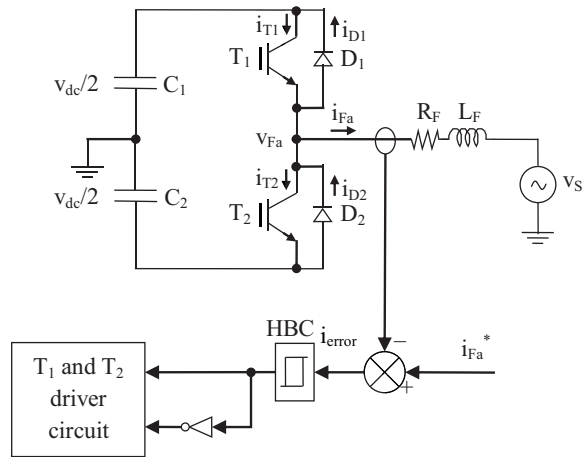 i_T1
i_D1
v_dc/2
C_1
T_1
D_1
i_Fa
R_F
L_F
v_Fa
v_dc/2
C_2
i_T2
i_D2
T_2
D_2
v_S
HBC
i_error
−
i_Fa*
+
T_1 and T_2
driver
circuit